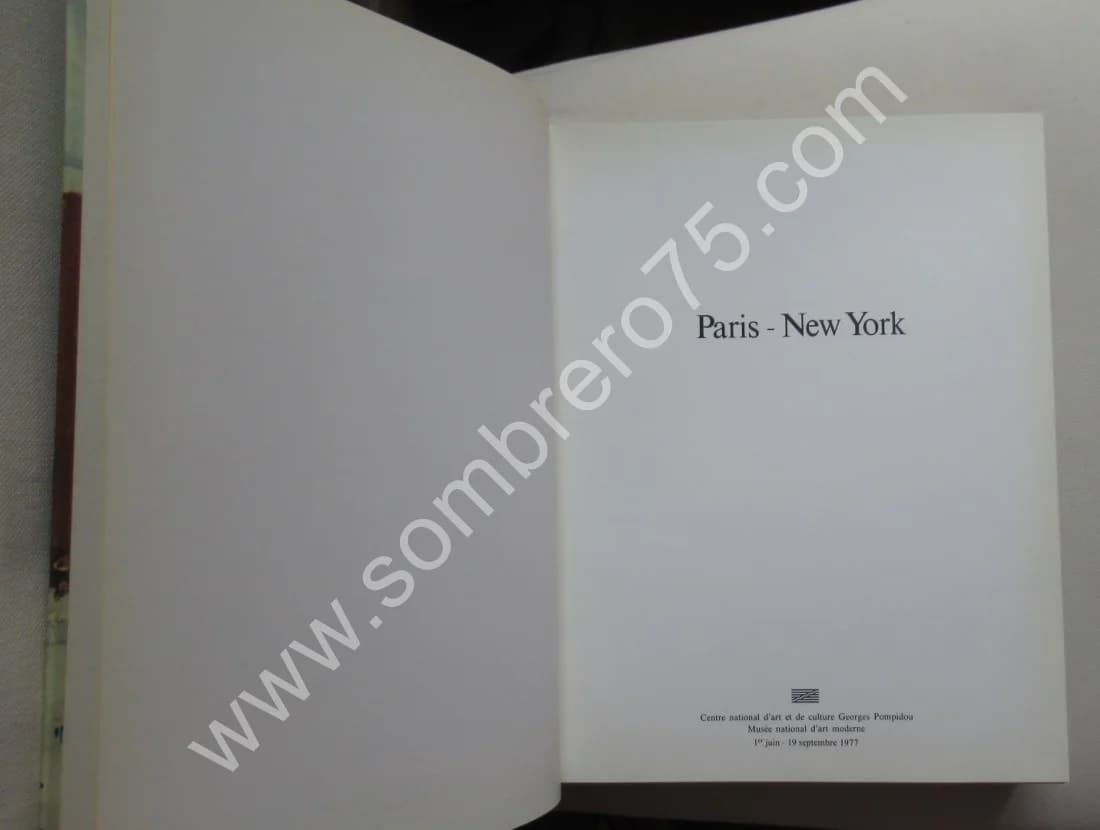 www.sombrero75.com
Paris - New York
Centre national d'art et de culture Georges Pompidou
Musée national d'art moderne
1er juin - 19 septembre 1977